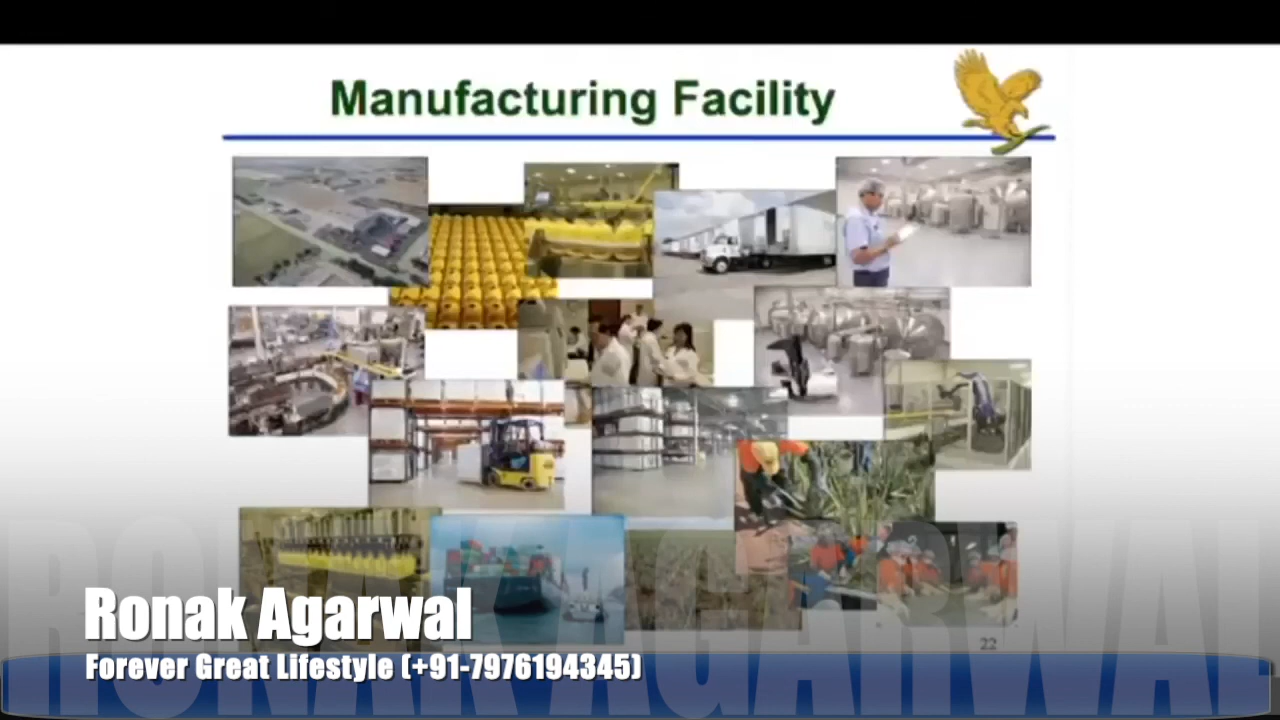 Manufacturing Facility
RONAK AGARWAL
Ronak Agarwal
Forever Great Lifestyle (+91-7976194345)
22